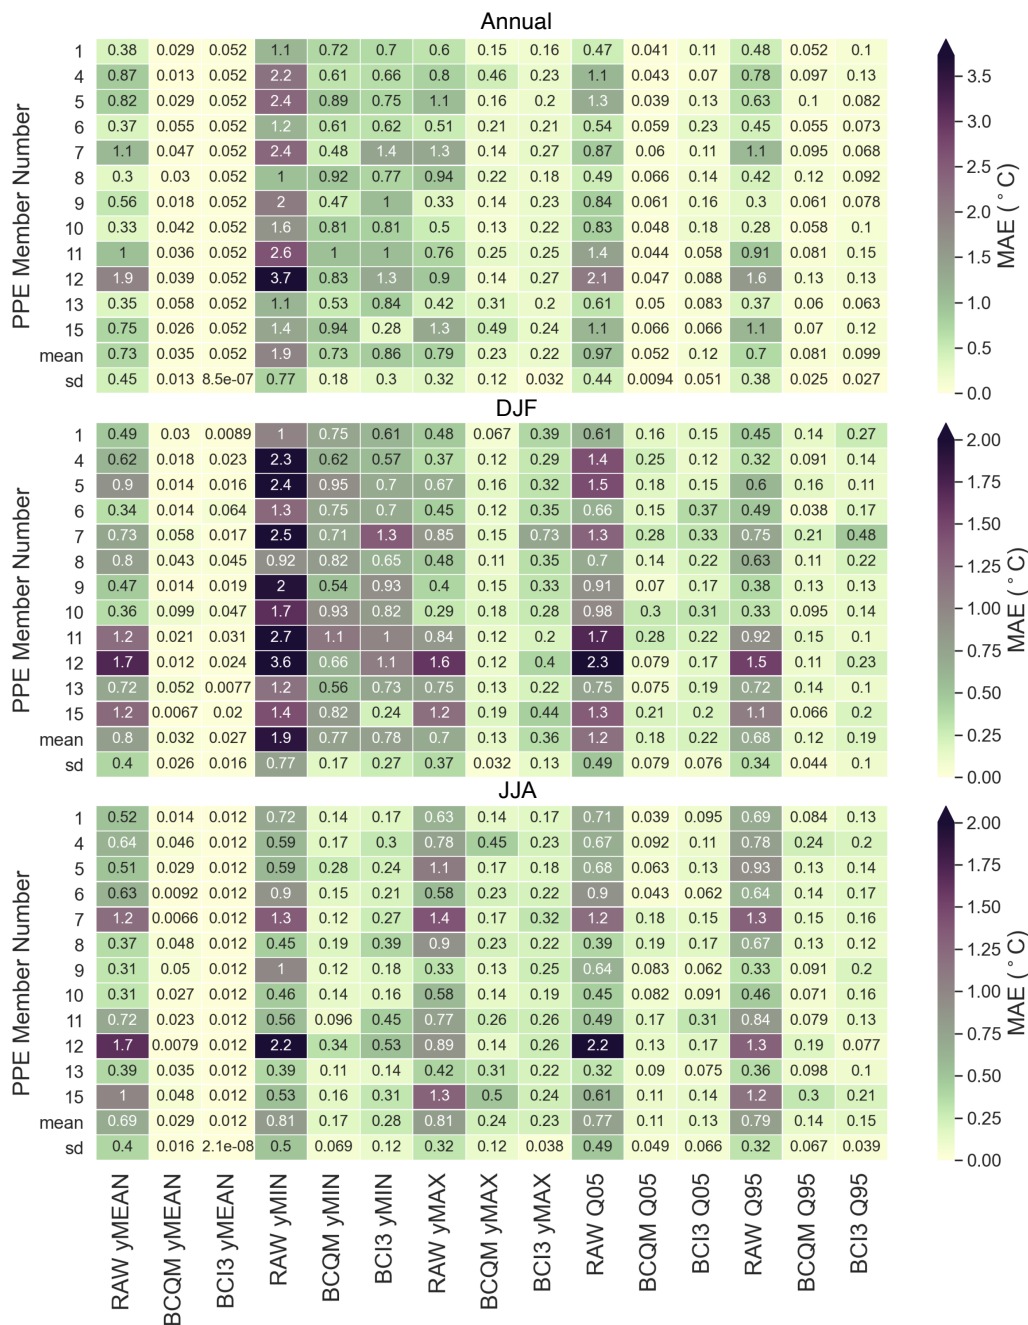 Annual
1 0.38 0.029 0.052 1.1 0.72 0.7 0.6 0.15 0.16 0.47 0.041 0.11 0.48 0.052 0.1
4 0.87 0.013 0.052 2.2 0.61 0.66 0.8 0.46 0.23 1.1 0.043 0.07 0.78 0.097 0.13
5 0.82 0.029 0.052 2.4 0.89 0.75 1.1 0.16 0.2 1.3 0.039 0.13 0.63 0.1 0.082
6 0.37 0.055 0.052 1.2 0.61 0.62 0.51 0.21 0.21 0.54 0.059 0.23 0.45 0.055 0.073
7 1.1 0.047 0.052 2.4 0.48 1.4 1.3 0.14 0.27 0.87 0.06 0.11 1.1 0.095 0.068
8 0.3 0.03 0.052 1 0.92 0.77 0.94 0.22 0.18 0.49 0.066 0.14 0.42 0.12 0.092
9 0.56 0.018 0.052 2 0.47 1 0.33 0.14 0.23 0.84 0.061 0.16 0.3 0.061 0.078
10 0.33 0.042 0.052 1.6 0.81 0.81 0.5 0.13 0.22 0.83 0.048 0.18 0.28 0.058 0.1
11 1 0.036 0.052 2.6 1 1 0.76 0.25 0.25 1.4 0.044 0.058 0.91 0.081 0.15
12 1.9 0.039 0.052 3.7 0.83 1.3 0.9 0.14 0.27 2.1 0.047 0.088 1.6 0.13 0.13
13 0.35 0.058 0.052 1.1 0.53 0.84 0.42 0.31 0.2 0.61 0.05 0.083 0.37 0.06 0.063
15 0.75 0.026 0.052 1.4 0.94 0.28 1.3 0.49 0.24 1.1 0.066 0.066 1.1 0.07 0.12
mean 0.73 0.035 0.052 1.9 0.73 0.86 0.79 0.23 0.22 0.97 0.052 0.12 0.7 0.081 0.099
sd 0.45 0.013 8.5e-07 0.77 0.18 0.3 0.32 0.12 0.032 0.44 0.0094 0.051 0.38 0.025 0.027
PPE Member Number
3.5
3.0
2.5
2.0
1.5
1.0
0.5
0.0
MAE (°C)
DJF
1 0.49 0.03 0.0089 1 0.75 0.61 0.48 0.067 0.39 0.61 0.16 0.15 0.45 0.14 0.27
4 0.62 0.018 0.023 2.3 0.62 0.57 0.37 0.12 0.29 1.4 0.25 0.12 0.32 0.091 0.14
5 0.9 0.014 0.016 2.4 0.95 0.7 0.67 0.16 0.32 1.5 0.18 0.15 0.6 0.16 0.11
6 0.34 0.014 0.064 1.3 0.75 0.7 0.45 0.12 0.35 0.66 0.15 0.37 0.49 0.038 0.17
7 0.73 0.058 0.017 2.5 0.71 1.3 0.85 0.15 0.73 1.3 0.28 0.33 0.75 0.21 0.48
8 0.8 0.043 0.045 0.92 0.82 0.65 0.48 0.11 0.35 0.7 0.14 0.22 0.63 0.11 0.22
9 0.47 0.014 0.019 2 0.54 0.93 0.4 0.15 0.33 0.91 0.07 0.17 0.38 0.13 0.13
10 0.36 0.099 0.047 1.7 0.93 0.82 0.29 0.18 0.28 0.98 0.3 0.31 0.33 0.095 0.14
11 1.2 0.021 0.031 2.7 1.1 1 0.84 0.12 0.2 1.7 0.28 0.22 0.92 0.15 0.1
12 1.7 0.012 0.024 3.6 0.66 1.1 1.6 0.12 0.4 2.3 0.079 0.17 1.5 0.11 0.23
13 0.72 0.052 0.0077 1.2 0.56 0.73 0.75 0.13 0.22 0.75 0.075 0.19 0.72 0.14 0.1
15 1.2 0.0067 0.02 1.4 0.82 0.24 1.2 0.19 0.44 1.3 0.21 0.2 1.1 0.066 0.2
mean 0.8 0.032 0.027 1.9 0.77 0.78 0.7 0.13 0.36 1.2 0.18 0.22 0.68 0.12 0.19
sd 0.4 0.026 0.016 0.77 0.17 0.27 0.37 0.032 0.13 0.49 0.079 0.076 0.34 0.044 0.1
PPE Member Number
2.00
1.75
1.50
1.25
1.00
0.75
0.50
0.25
0.00
MAE (°C)
JJA
1 0.52 0.014 0.012 0.72 0.14 0.17 0.63 0.14 0.17 0.71 0.039 0.095 0.69 0.084 0.13
4 0.64 0.046 0.012 0.59 0.17 0.3 0.78 0.45 0.23 0.67 0.092 0.11 0.78 0.24 0.2
5 0.51 0.029 0.012 0.59 0.28 0.24 1.1 0.17 0.18 0.68 0.063 0.13 0.93 0.13 0.14
6 0.63 0.0092 0.012 0.9 0.15 0.21 0.58 0.23 0.22 0.9 0.043 0.062 0.64 0.14 0.17
7 1.2 0.0066 0.012 1.3 0.12 0.27 1.4 0.17 0.32 1.2 0.18 0.15 1.3 0.15 0.16
8 0.37 0.048 0.012 0.45 0.19 0.39 0.9 0.23 0.22 0.39 0.19 0.17 0.67 0.13 0.12
9 0.31 0.05 0.012 1 0.12 0.18 0.33 0.13 0.25 0.64 0.083 0.062 0.33 0.091 0.2
10 0.31 0.027 0.012 0.46 0.14 0.16 0.58 0.14 0.19 0.45 0.082 0.091 0.46 0.071 0.16
11 0.72 0.023 0.012 0.56 0.096 0.45 0.77 0.26 0.26 0.49 0.17 0.31 0.84 0.079 0.13
12 1.7 0.0079 0.012 2.2 0.34 0.53 0.89 0.14 0.26 2.2 0.13 0.17 1.3 0.19 0.077
13 0.39 0.035 0.012 0.39 0.11 0.14 0.42 0.31 0.22 0.32 0.09 0.075 0.36 0.098 0.1
15 1 0.048 0.012 0.53 0.16 0.31 1.3 0.5 0.24 0.61 0.11 0.14 1.2 0.3 0.21
mean 0.69 0.029 0.012 0.81 0.17 0.28 0.81 0.24 0.23 0.77 0.11 0.13 0.79 0.14 0.15
sd 0.4 0.016 2.1e-08 0.5 0.069 0.12 0.32 0.12 0.038 0.49 0.049 0.066 0.32 0.067 0.039
PPE Member Number
2.00
1.75
1.50
1.25
1.00
0.75
0.50
0.25
0.00
MAE (°C)
RAW yMEAN
BCQM yMEAN
BCI3 yMEAN
RAW yMIN
BCQM yMIN
BCI3 yMIN
RAW yMAX
BCQM yMAX
BCI3 yMAX
RAW Q05
BCQM Q05
BCI3 Q05
RAW Q95
BCQM Q95
BCI3 Q95